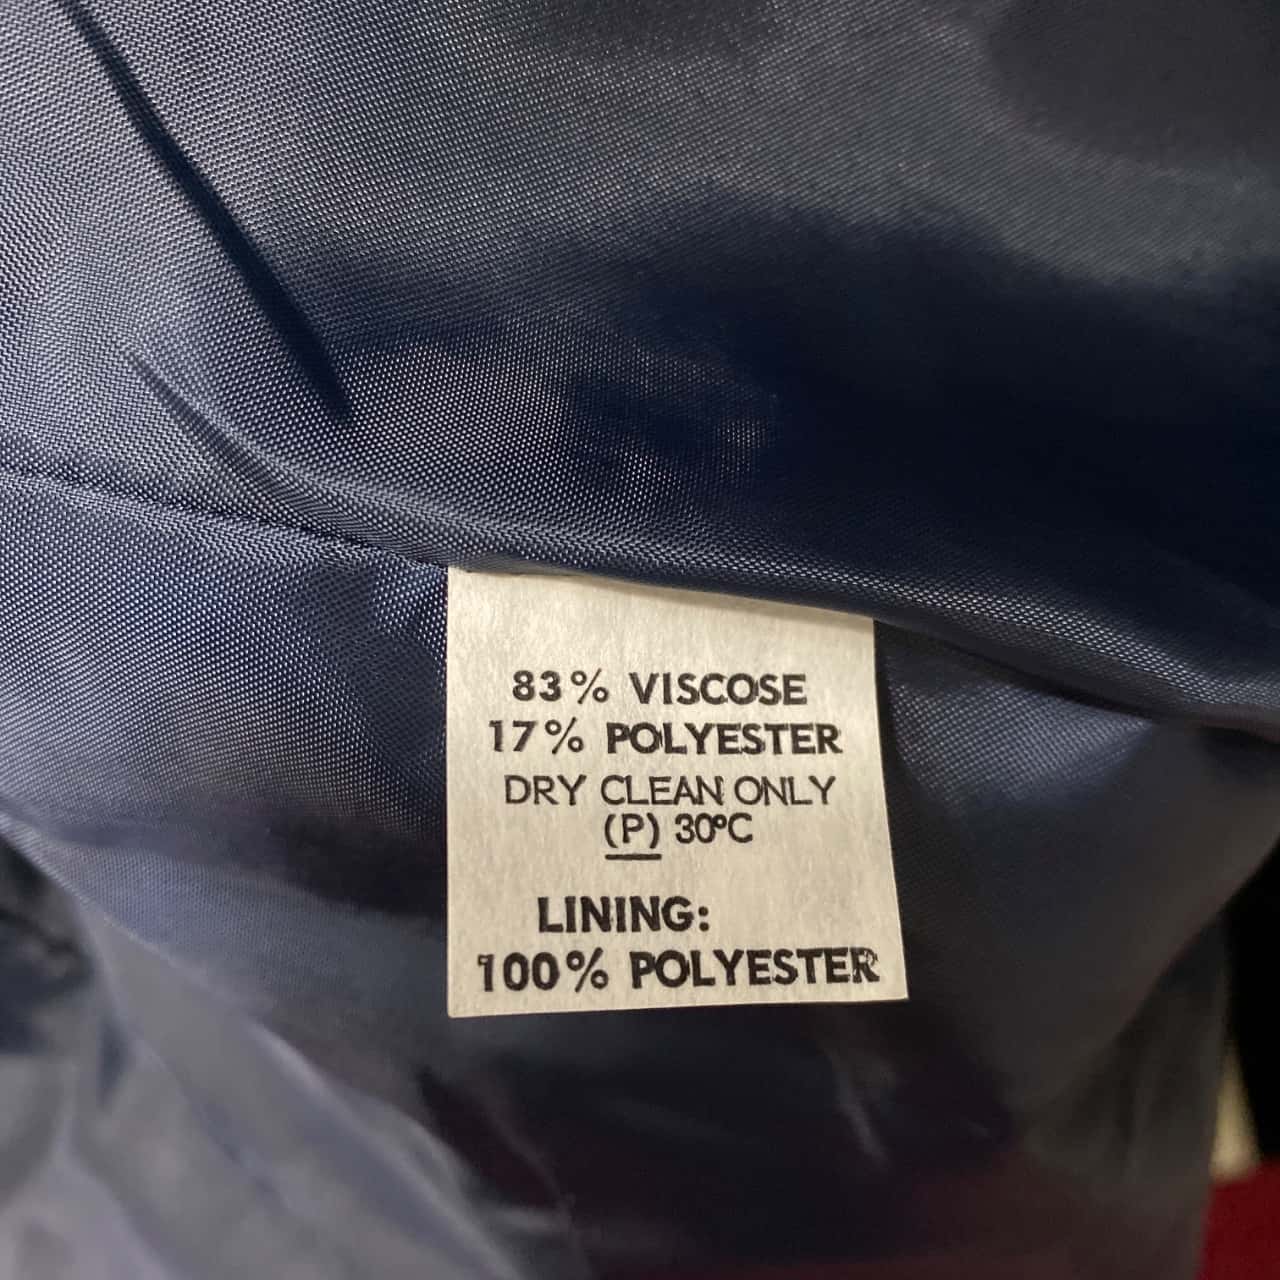 83% VISCOSE
17% POLYESTER
DRY CLEAN ONLY
(P) 30°C
LINING:
100% POLYESTER